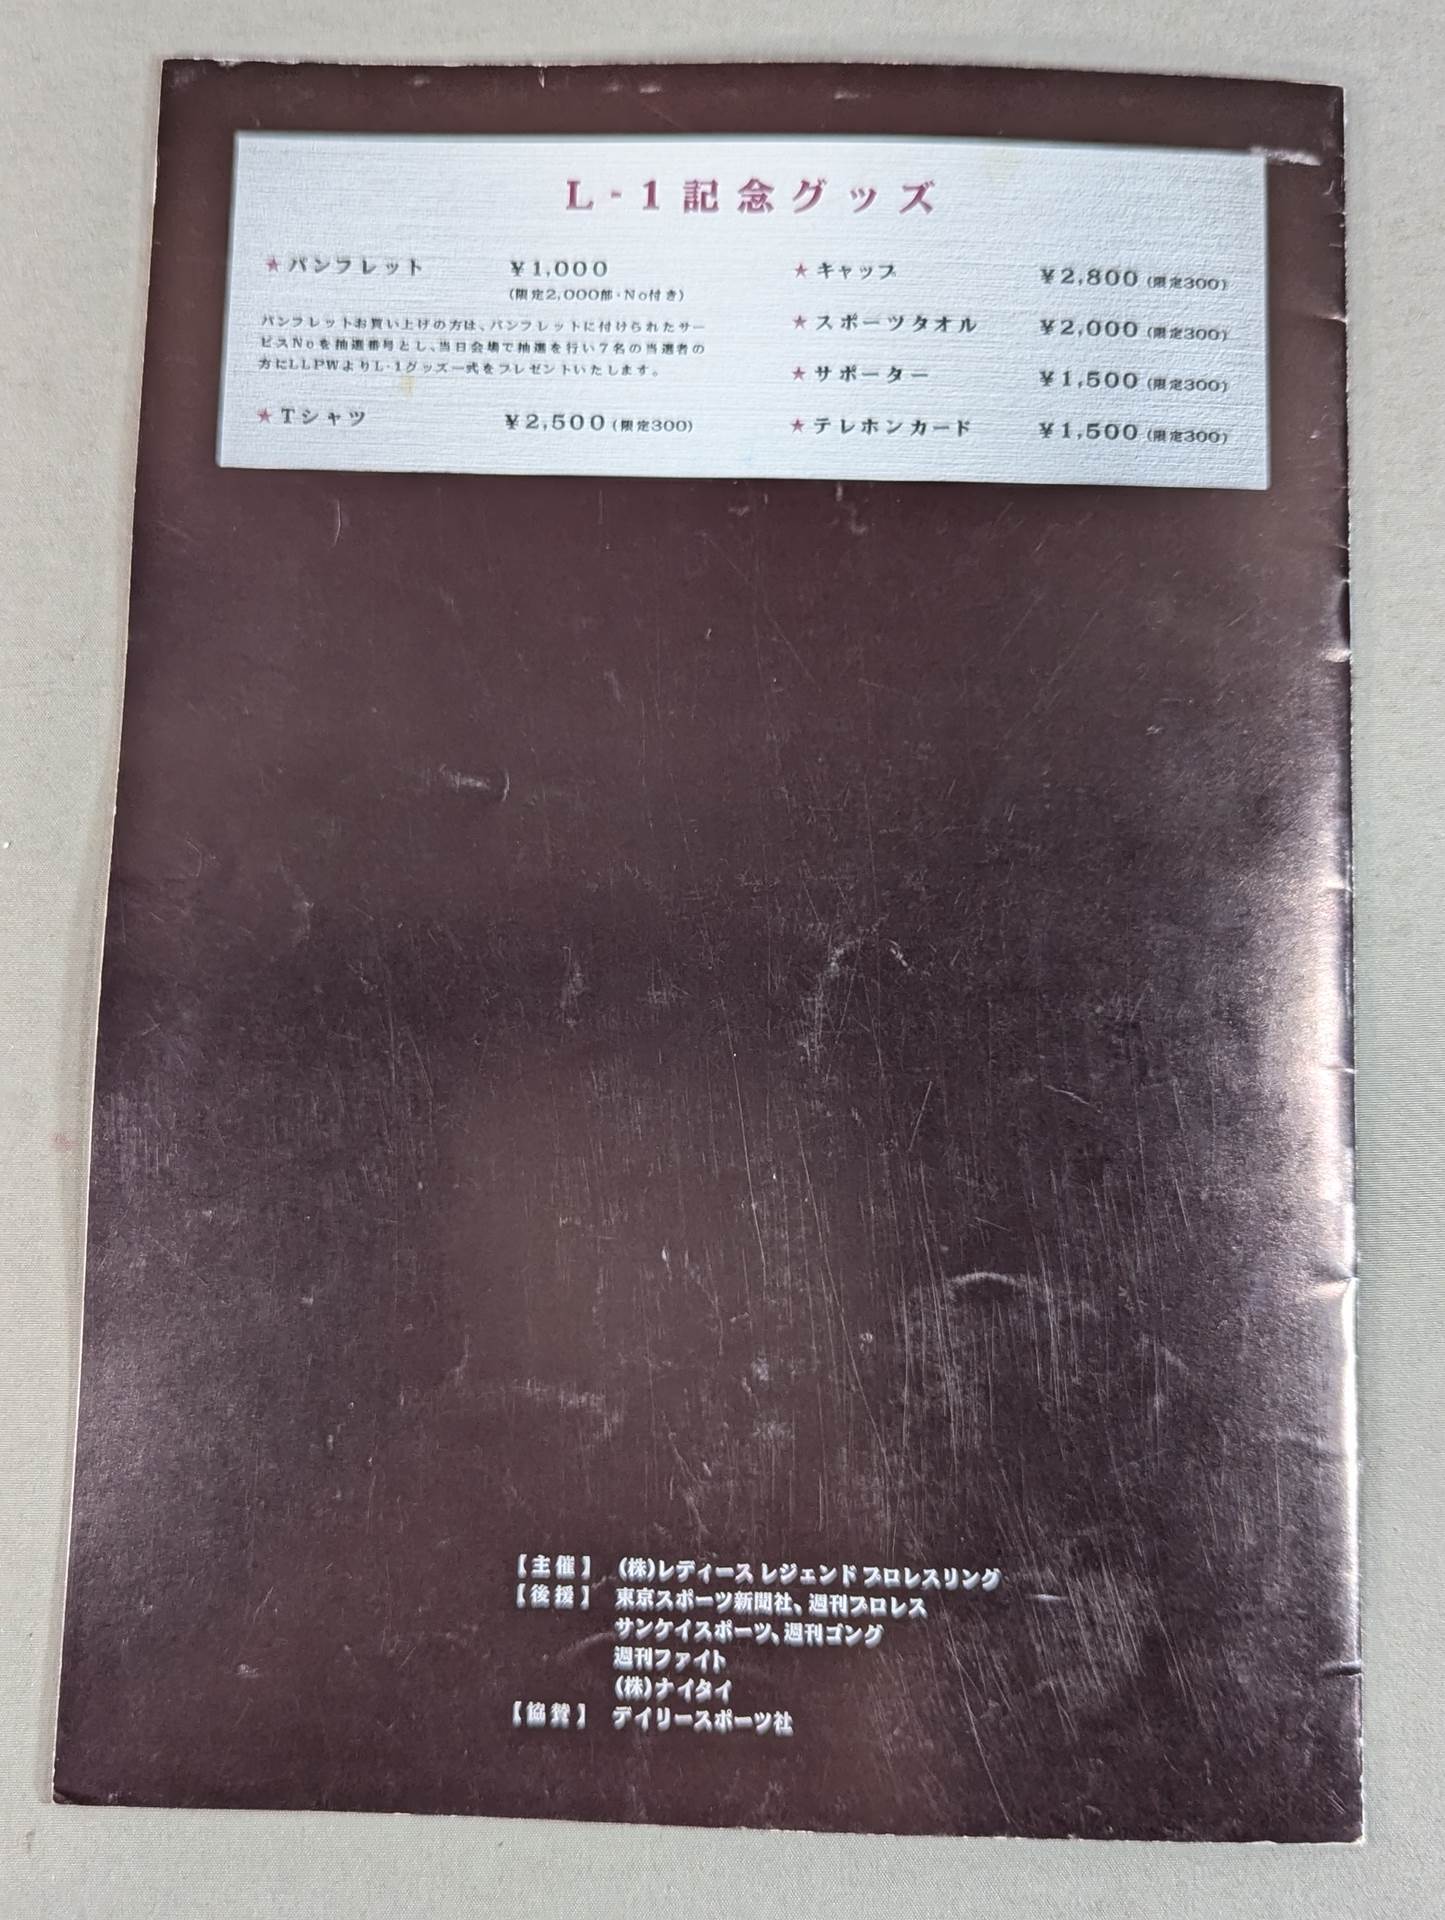 L-1記念グッズ
★パンフレット ￥1,000
(限定2,000部・No付き)
パンフレットお買い上げの方は、パンフレットに付けられたサー
ビスNoを抽選番号とし、当日会場で抽選を行い7名の当選者の
方にLLPWよりL-1グッズ一式をプレゼントいたします。
★Tシャツ ￥2,500(限定300)
★キャップ ￥2,800(限定300)
★スポーツタオル ￥2,000(限定300)
★サポーター ￥1,500(限定300)
★テレホンカード ￥1,500(限定300)
【主催】 (株)レディース レジェンド プロレスリング
【後援】 東京スポーツ新聞社、週刊プロレス
サンケイスポーツ、週刊ゴング
週刊ファイト
(株)ナイタイ
【協賛】 デイリースポーツ社